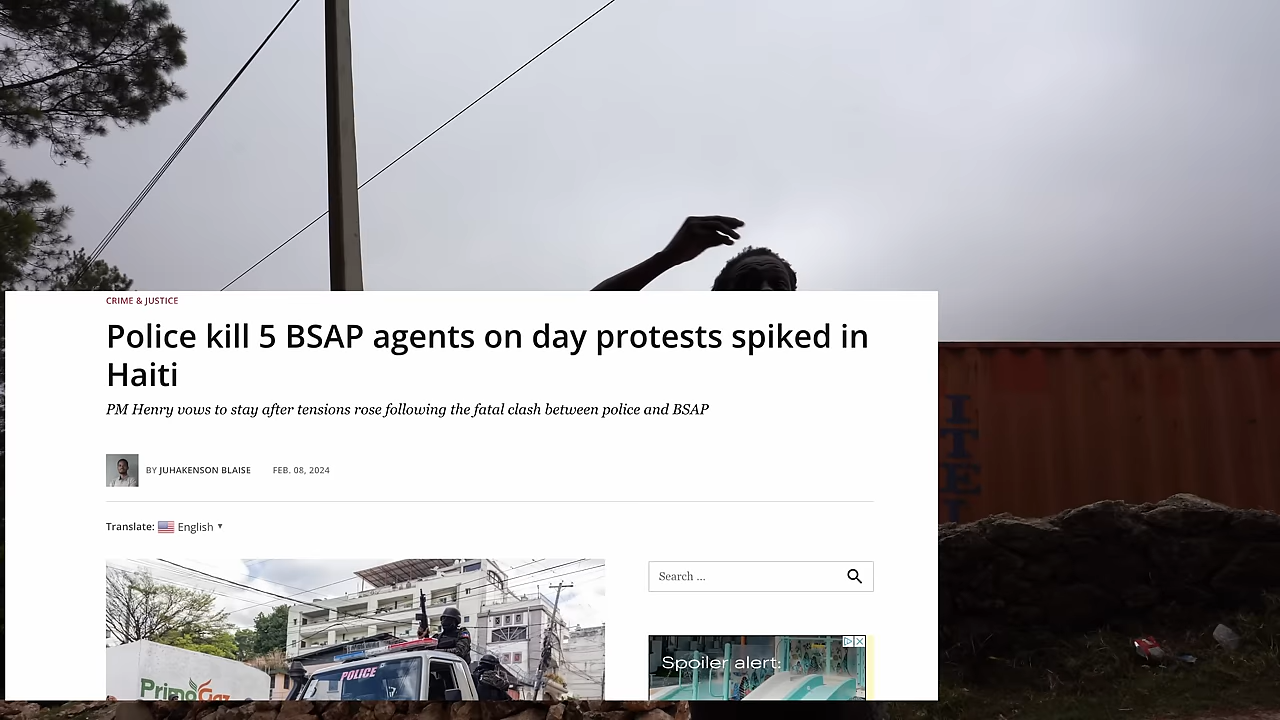 CRIME & JUSTICE
Police kill 5 BSAP agents on day protests spiked in
Haiti
PM Henry vows to stay after tensions rose following the fatal clash between police and BSAP
BY JUHAKENSON BLAISE FEB. 08, 2024
Translate: English ▼
Search ...
Spoiler alert:
POLICE
PrimoGaz
ITEL